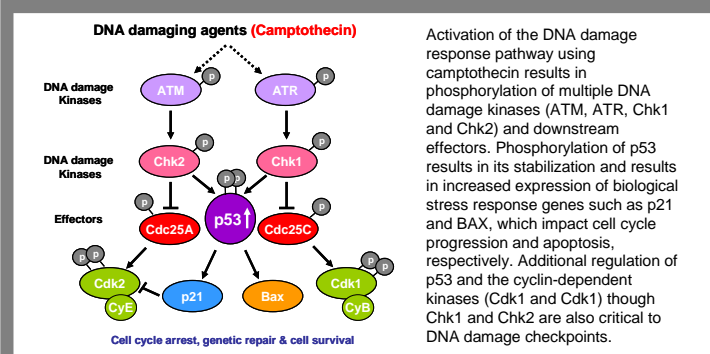 DNA damaging agents (Camptothecin)
DNA damage
Kinases
ATM
p
ATR
p
DNA damage
Kinases
Chk2
p
Chk1
p
Effectors
p
Cdc25A
p
p
p53
Cdc25C
p
p
p
Cdk2
CyE
p21
Bax
Cdk1
p
p
CyB
Cell cycle arrest, genetic repair & cell survival
Activation of the DNA damage
response pathway using
camptothecin results in
phosphorylation of multiple DNA
damage kinases (ATM, ATR, Chk1
and Chk2) and downstream
effectors. Phosphorylation of p53
results in its stabilization and results
in increased expression of biological
stress response genes such as p21
and BAX, which impact cell cycle
progression and apoptosis,
respectively. Additional regulation of
p53 and the cyclin-dependent
kinases (Cdk1 and Cdk1) though
Chk1 and Chk2 are also critical to
DNA damage checkpoints.